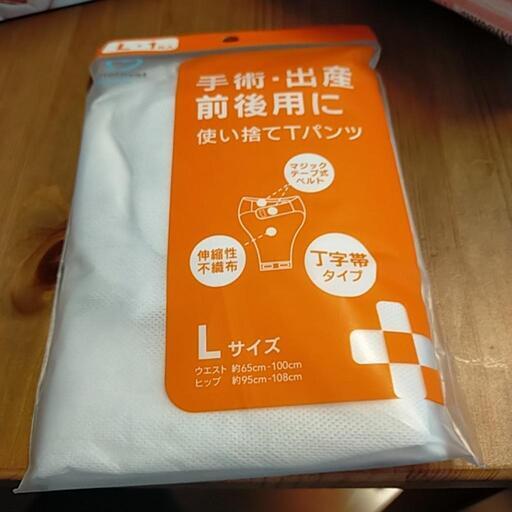 L・1枚入
手術・出産
前後用に
使い捨てTパンツ
マジック
テープ式
ベルト
伸縮性
不織布
丁字帯
タイプ
Lサイズ
ウエスト 約65cm-100cm
ヒップ 約95cm-108cm